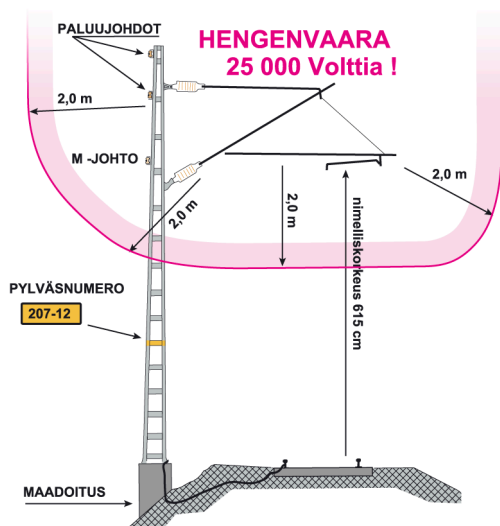 PALUUJOHDOT
HENGENVAARA
25 000 Volttia !
2,0 m
M -JOHTO
2,0 m
2,0 m
2,0 m
nimelliskorkeus 615 cm
PYLVÄSNUMERO
207-12
MAADOITUS